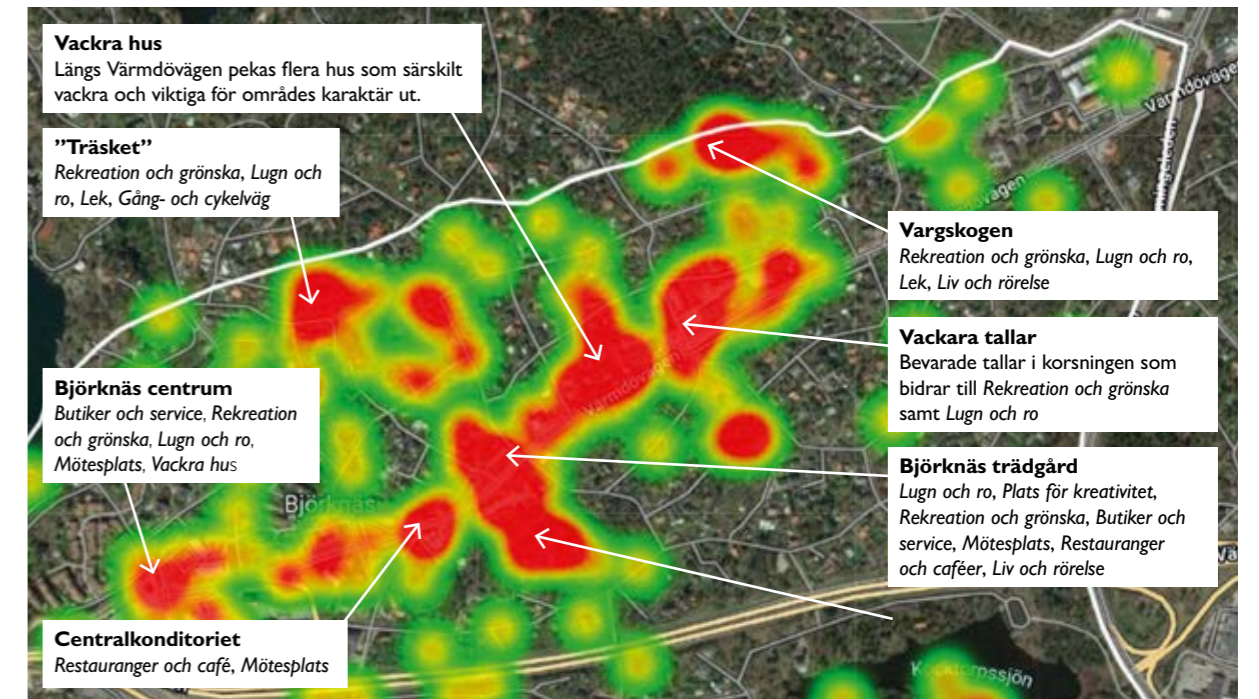 Vackra hus
Längs Värmdövägen pekas flera hus som särskilt
vackra och viktiga för områdes karaktär ut.
”Träsket”
Rekreation och grönska, Lugn och
ro, Lek, Gång- och cykelväg
Värmdövägen
Vargskogen
Rekreation och grönska, Lugn och ro,
Lek, Liv och rörelse
Vackara tallar
Bevarade tallar i korsningen som
bidrar till Rekreation och grönska
samt Lugn och ro
Björknäs centrum
Butiker och service, Rekreation
och grönska, Lugn och ro,
Mötesplats, Vackra hus
Värmdövägen
Björknäs trädgård
Lugn och ro, Plats för kreativitet,
Rekreation och grönska, Butiker och
service, Mötesplats, Restauranger
och caféer, Liv och rörelse
Björknäs
Centralkonditoriet
Restauranger och café, Mötesplats